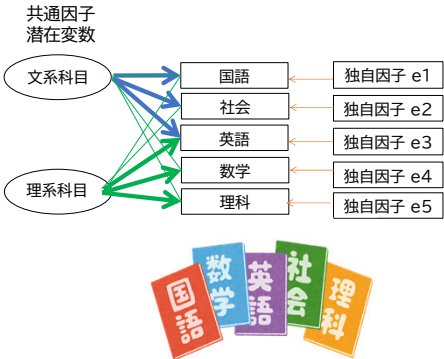 共通因子
潜在変数
文系科目
理系科目
国語
社会
英語
数学
理科
独自因子 e1
独自因子 e2
独自因子 e3
独自因子 e4
独自因子 e5
国語
数学
英語
社会
理科